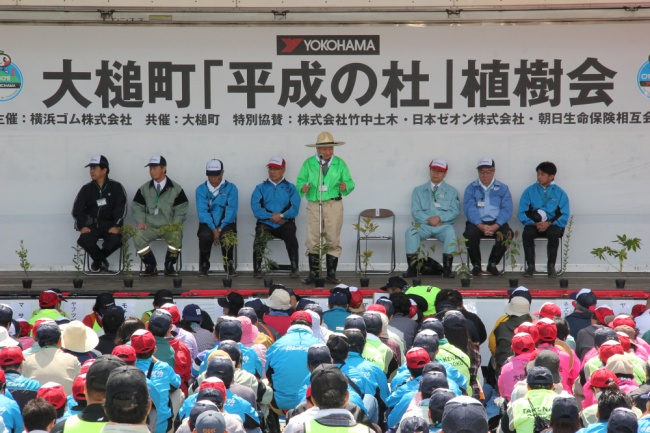 YOKOHAMA
大槌町「平成の杜」植樹会
主催：横浜ゴム株式会社　共催：大槌町　特別協賛：株式会社竹中土木・日本ゼオン株式会社・朝日生命保険相互会